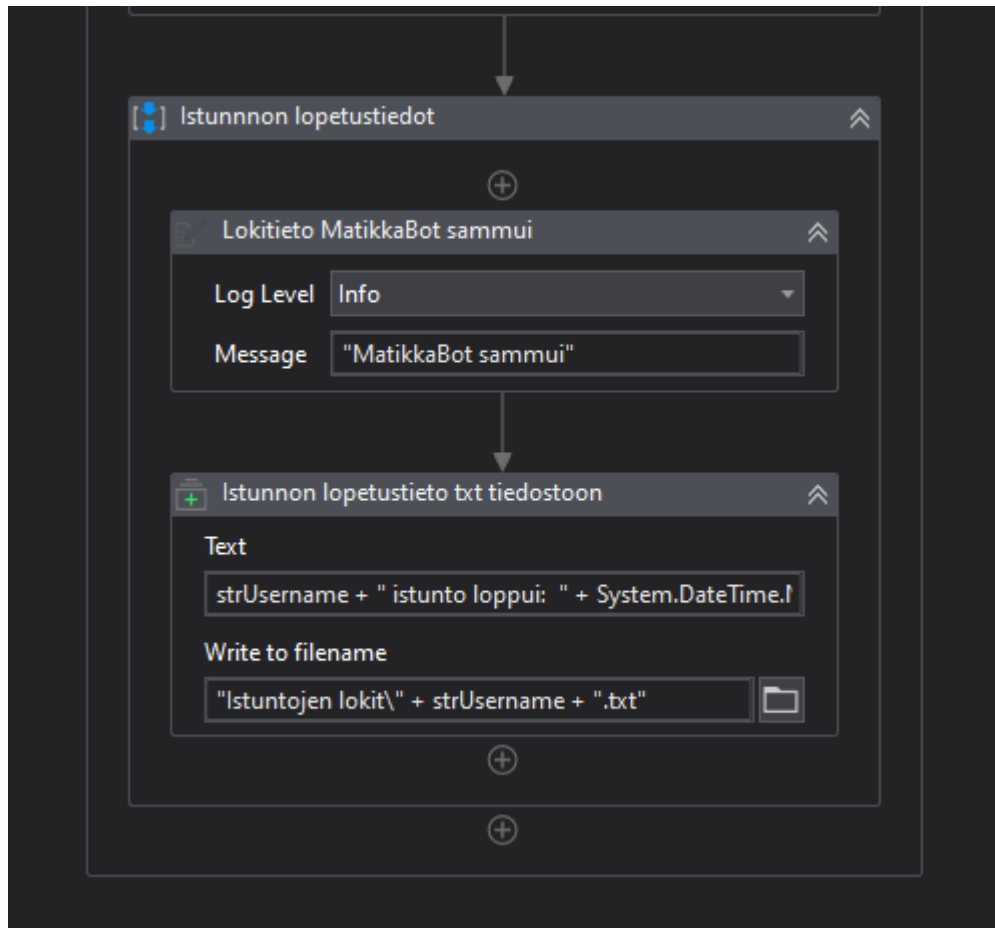 Istunnnon lopetustiedot
Lokitieto MatikkaBot sammui
Log Level Info
Message "MatikkaBot sammui"
Istunnon lopetustieto txt tiedostoon
Text
strUsername + " istunto loppui:  " + System.DateTime.
Write to filename
"Istuntojen lokit\" + strUsername + ".txt"